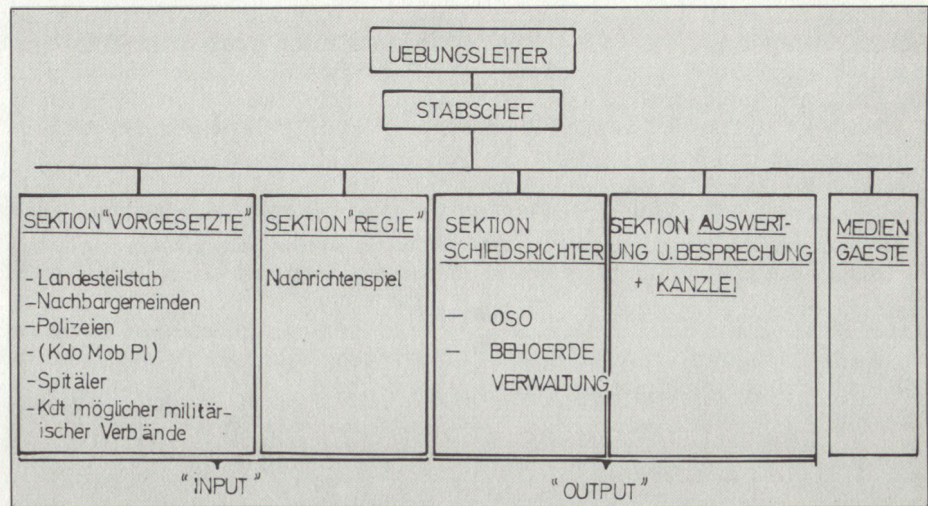 UEBUNGSLEITER
STABSCHEF
SEKTION "VORGESETZTE"
- Landesteilstab
- Nachbargemeinden
- Polizeien
- (Kdo Mob Pl)
- Spitäler
- Kdt möglicher militär-
ischer Verbände
SEKTION "REGIE"
Nachrichtenspiel
SEKTION
SCHIEDSRICHTER
- OSO
- BEHOERDE
VERWALTUNG
SEKTION AUSWERT-
UNG U. BESPRECHUNG
+ KANZLEI
MEDIEN
GAESTE
"INPUT"
"OUTPUT"